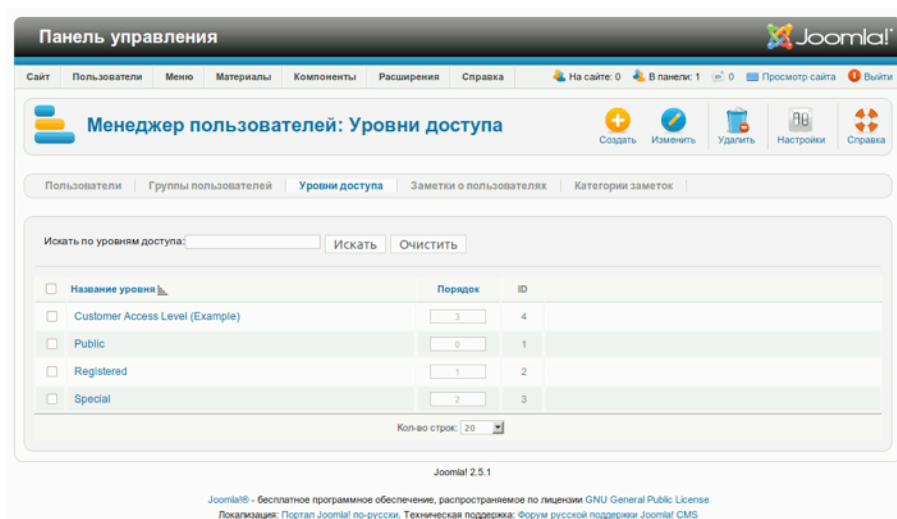 Панель управления Joomla!
Сайт Пользователи Меню Материалы Компоненты Расширения Справка На сайте: 0 В панели: 1 0 Просмотр сайта Выйти
Менеджер пользователей: Уровни доступа Создать Изменить Удалить Настройки Справка
Пользователи Группы пользователей Уровни доступа Заметки о пользователях Категории заметок
Искать по уровням доступа: Искать Очистить
Название уровня Порядок ID
Customer Access Level (Example) 3 4
Public 0 1
Registered 1 2
Special 2 3
Кол-во строк: 20
Joomla! 2.5.1
Joomla!® - бесплатное программное обеспечение, распространяемое по лицензии GNU General Public License
Локализация: Портал Joomla! по-русски. Техническая поддержка: Форум русской поддержки Joomla! CMS